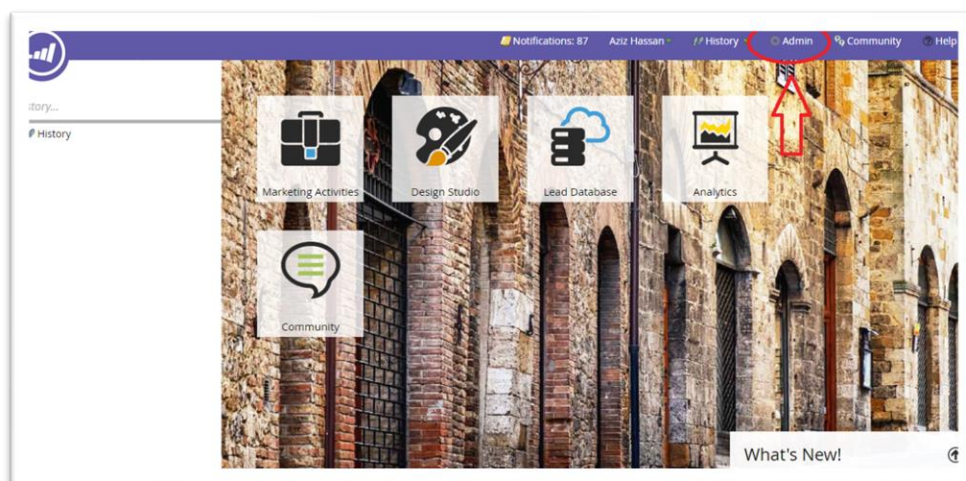 Notifications: 87 Aziz Hassan History Admin Community Help
story...
History
Marketing Activities
Design Studio
Lead Database
Analytics
Community
What's New!